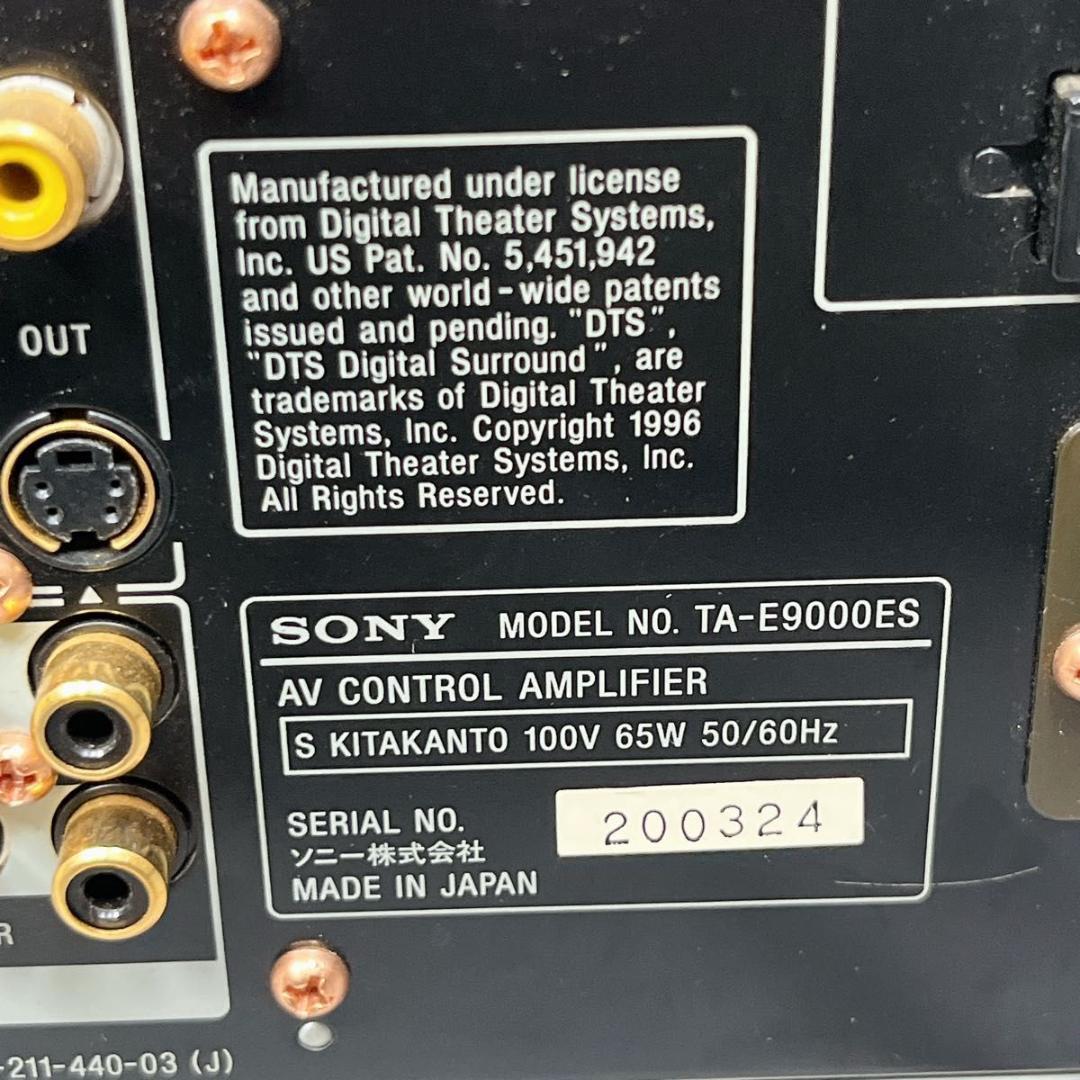 Manufactured under license
from Digital Theater Systems,
Inc. US Pat. No. 5,451,942
and other world-wide patents
issued and pending. "DTS",
"DTS Digital Surround", are
trademarks of Digital Theater
Systems, Inc. Copyright 1996
Digital Theater Systems, Inc.
All Rights Reserved.
OUT
SONY MODEL NO. TA-E9000ES
AV CONTROL AMPLIFIER
S KITAKANTO 100V 65W 50/60Hz
SERIAL NO. 200324
ソニー株式会社
MADE IN JAPAN
R
-211-440-03 (J)